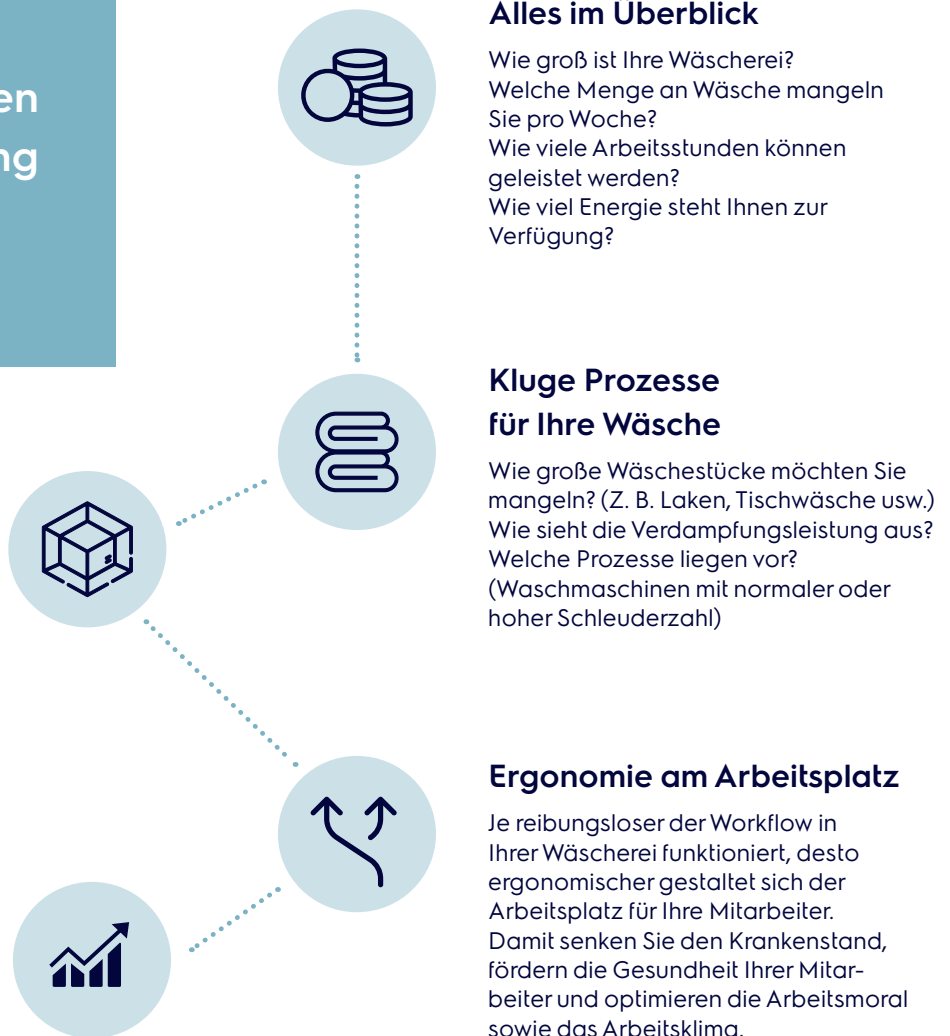 en
ng
Alles im Überblick
Wie groß ist Ihre Wäscherei?
Welche Menge an Wäsche mangeln
Sie pro Woche?
Wie viele Arbeitsstunden können
geleistet werden?
Wie viel Energie steht Ihnen zur
Verfügung?
Kluge Prozesse
für Ihre Wäsche
Wie große Wäschestücke möchten Sie
mangeln? (Z. B. Laken, Tischwäsche usw.)
Wie sieht die Verdampfungsleistung aus?
Welche Prozesse liegen vor?
(Waschmaschinen mit normaler oder
hoher Schleuderzahl)
Ergonomie am Arbeitsplatz
Je reibungsloser der Workflow in
Ihrer Wäscherei funktioniert, desto
ergonomischer gestaltet sich der
Arbeitsplatz für Ihre Mitarbeiter.
Damit senken Sie den Krankenstand,
fördern die Gesundheit Ihrer Mitar-
beiter und optimieren die Arbeitsmoral
sowie das Arbeitsklima.